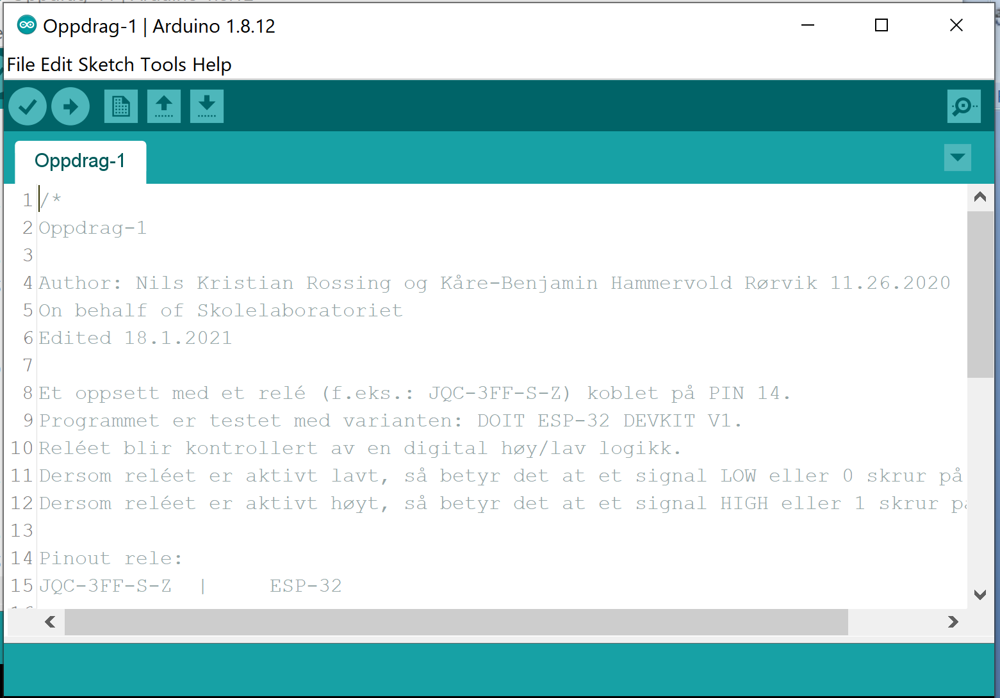 Oppdrag-1 | Arduino 1.8.12
File Edit Sketch Tools Help
Oppdrag-1
1 /*
2 Oppdrag-1
3
4 Author: Nils Kristian Rossing og Kåre-Benjamin Hammervold Rørvik 11.26.2020
5 On behalf of Skolelaboratoriet
6 Edited 18.1.2021
7
8 Et oppsett med et relé (f.eks.: JQC-3FF-S-Z) koblet på PIN 14.
9 Programmet er testet med varianten: DOIT ESP-32 DEVKIT V1.
10 Reléet blir kontrollert av en digital høy/lav logikk.
11 Dersom reléet er aktivt lavt, så betyr det at et signal LOW eller 0 skrur på
12 Dersom reléet er aktivt høyt, så betyr det at et signal HIGH eller 1 skrur på
13
14 Pinout rele:
15 JQC-3FF-S-Z | ESP-32